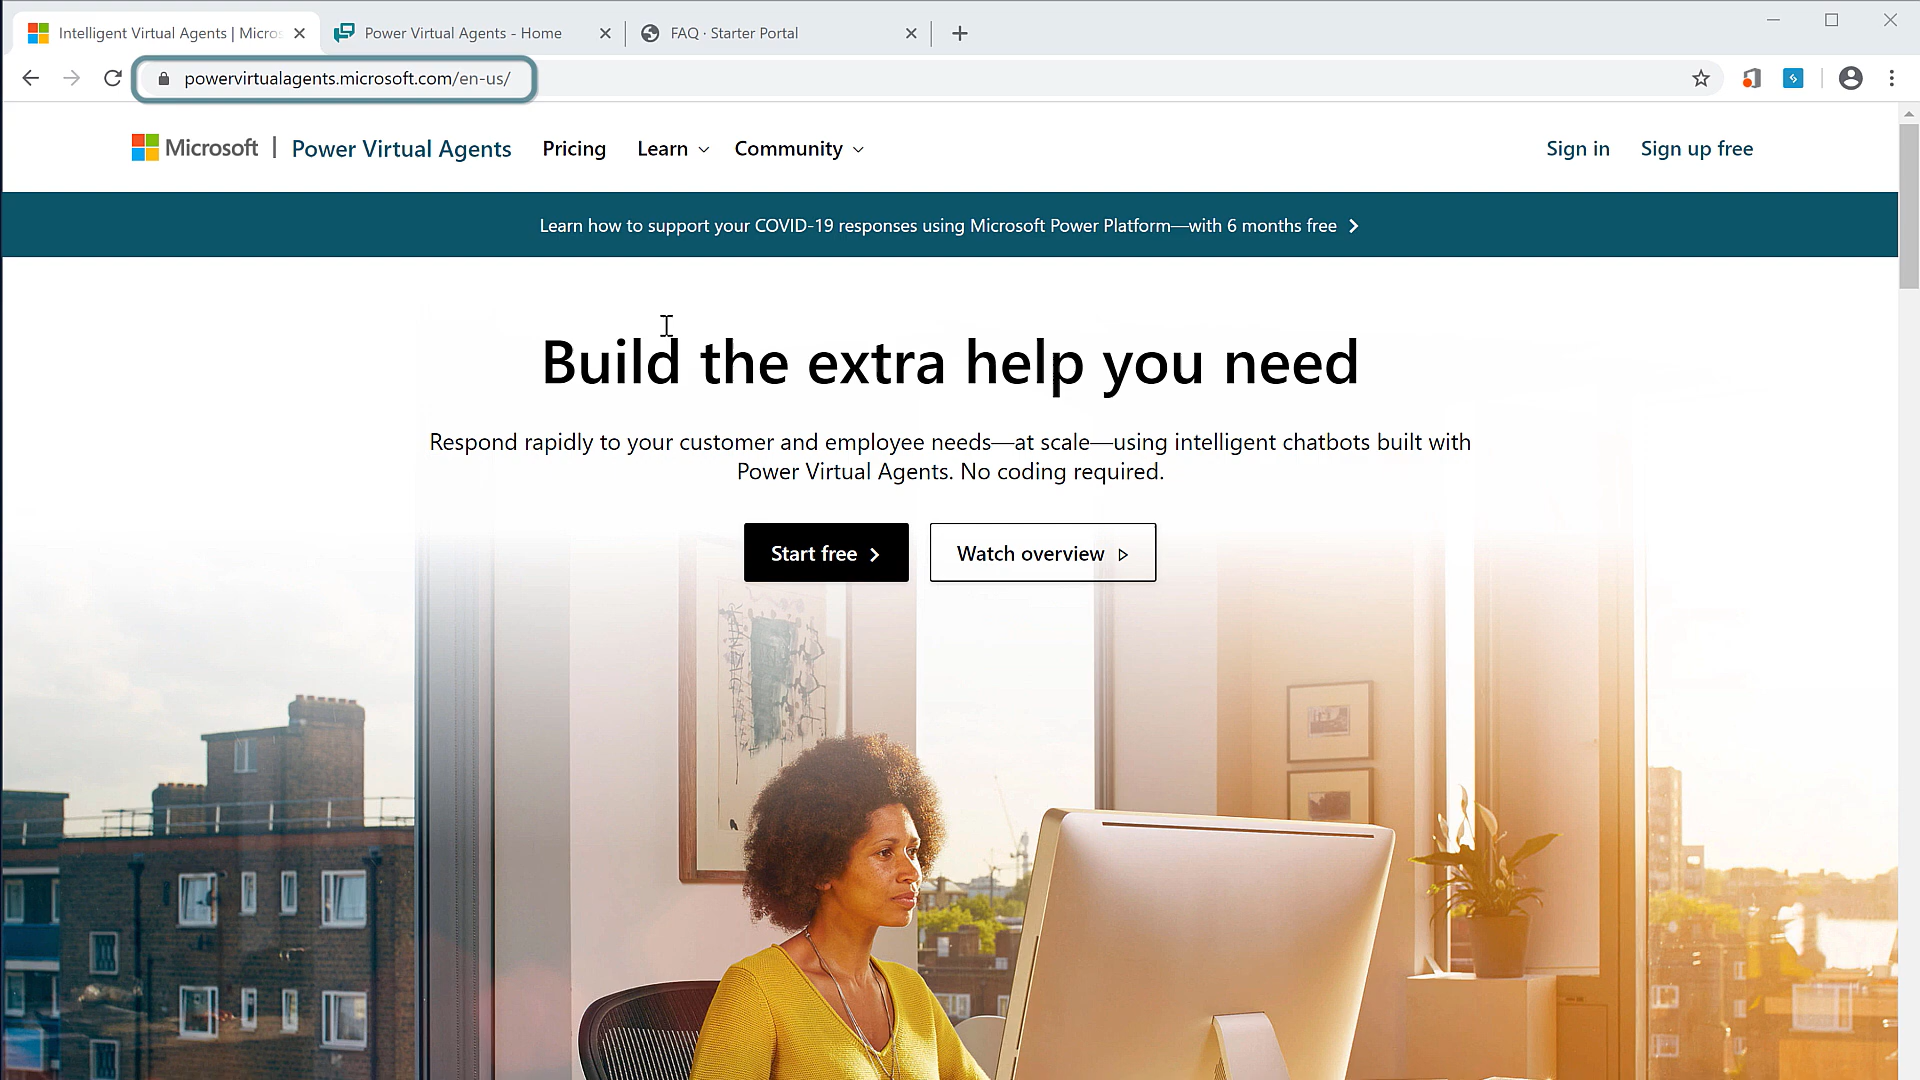 Intelligent Virtual Agents | Micros
Power Virtual Agents - Home
FAQ · Starter Portal
powervirtualagents.microsoft.com/en-us/
Microsoft | Power Virtual Agents Pricing Learn Community Sign in Sign up free
Learn how to support your COVID-19 responses using Microsoft Power Platform—with 6 months free
Build the extra help you need
Respond rapidly to your customer and employee needs—at scale—using intelligent chatbots built with
Power Virtual Agents. No coding required.
Start free
Watch overview